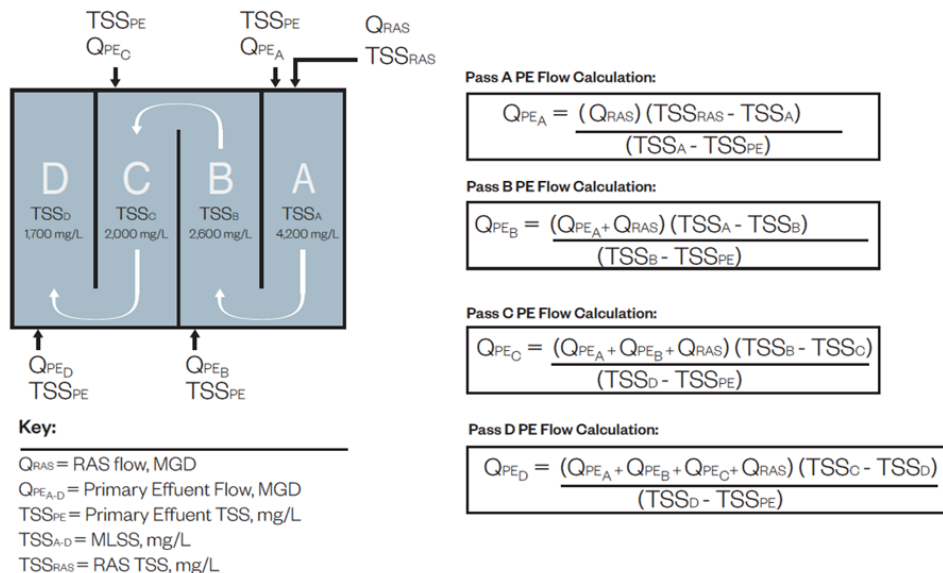 TSSPE
QPEC
TSSPE
QPEA
QRAS
TSSRAS
D
TSSD
1,700 mg/L
C
TSSC
2,000 mg/L
B
TSSB
2,600 mg/L
A
TSSA
4,200 mg/L
QPED
TSSPE
QPEB
TSSPE
Key:
QRAS = RAS flow, MGD
QPEA-D = Primary Effuent Flow, MGD
TSSPE = Primary Effuent TSS, mg/L
TSSA-D = MLSS, mg/L
TSSRAS = RAS TSS, mg/L
Pass A PE Flow Calculation:
QPEA = (QRAS) (TSSRAS - TSSA)
(TSSA - TSSPE)
Pass B PE Flow Calculation:
QPEB = (QPEA + QRAS) (TSSA - TSSB)
(TSSB - TSSPE)
Pass C PE Flow Calculation:
QPEC = (QPEA + QPEB + QRAS) (TSSB - TSSC)
(TSSD - TSSPE)
Pass D PE Flow Calculation:
QPED = (QPEA + QPEB + QPEC + QRAS) (TSSC - TSSD)
(TSSD - TSSPE)